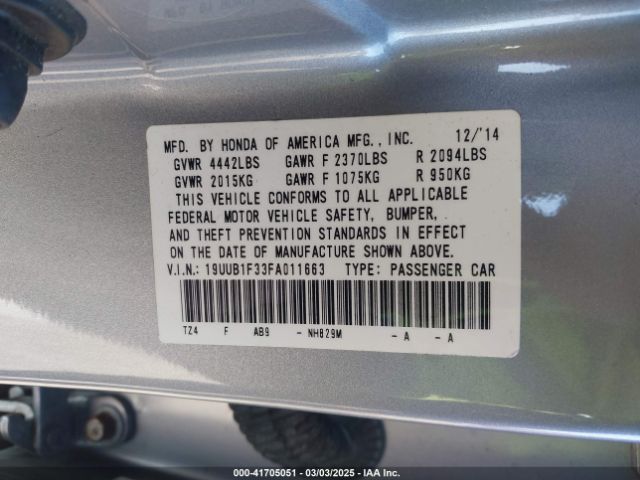 MFD. BY HONDA OF AMERICA MFG., INC. 12/'14
GVWR 4442LBS GAWR F 2370LBS R 2094LBS
GVWR 2015KG GAWR F 1075KG R 950KG
THIS VEHICLE CONFORMS TO ALL APPLICABLE
FEDERAL MOTOR VEHICLE SAFETY, BUMPER,
AND THEFT PREVENTION STANDARDS IN EFFECT
ON THE DATE OF MANUFACTURE SHOWN ABOVE.
V.I.N.: 19UUB1F33FA011663 TYPE: PASSENGER CAR
TZ4 F AB9 - NH829M - A - A
000-41705051 — 03/03/2025 — IAA Inc.